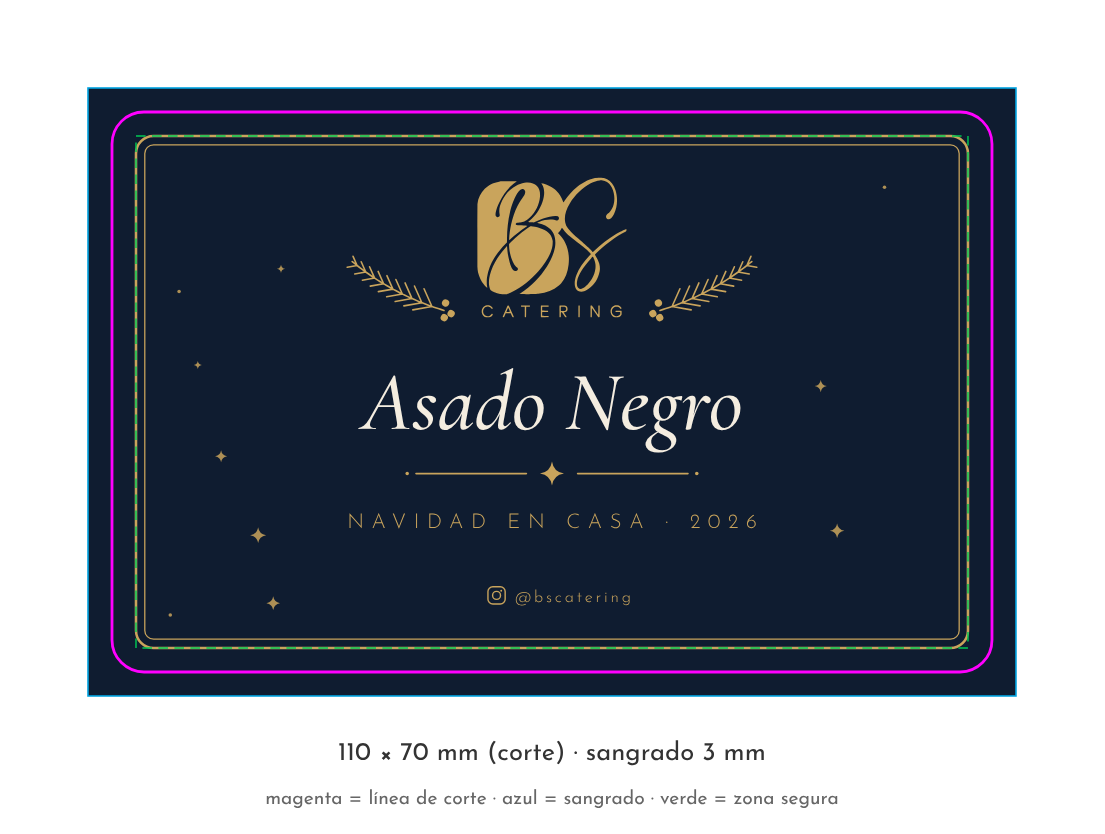 BS
CATERING
Asado Negro
NAVIDAD EN CASA · 2026
@bscatering
110 × 70 mm (corte) · sangrado 3 mm
magenta = línea de corte · azul = sangrado · verde = zona segura